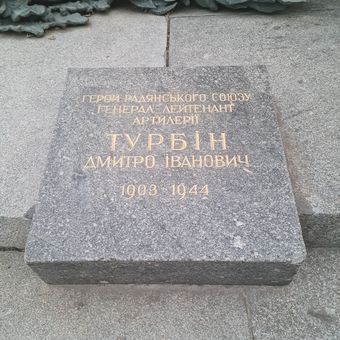 ГЕРОЙ РАДЯНСЬКОГО СОЮЗУ
ГЕНЕРАЛ-ЛЕЙТЕНАНТ
АРТИЛЕРІЇ
ТУРБІН
ДМИТРО ІВАНОВИЧ
1903-1944